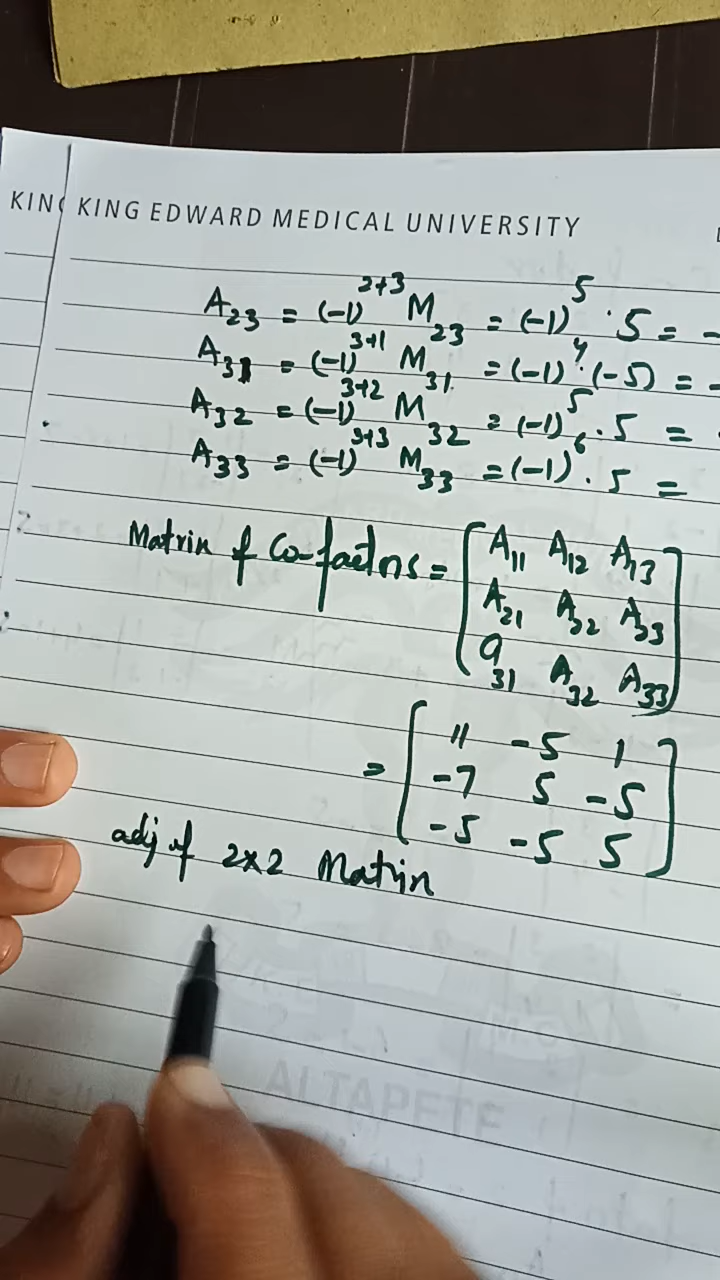 KING KING EDWARD MEDICAL UNIVERSITY
A₂₃ = (-1)²⁺³ M₂₃ = (-1)⁵ · 5 = -
A₃₁ = (-1)³⁺¹ M₃₁ = (-1)⁴ · (-5) = -
A₃₂ = (-1)³⁺² M₃₂ = (-1)⁵ · 5 =
A₃₃ = (-1)³⁺³ M₃₃ = (-1)⁶ · 5 =
Matrix of Co-factors = [A₁₁ A₁₂ A₁₃
A₂₁ A₂₂ A₂₃
a₃₁ A₃₂ A₃₃]
= [11 -5 1
-7 5 -5
-5 -5 5]
adj of 2x2 Matrix
ALTAPETE